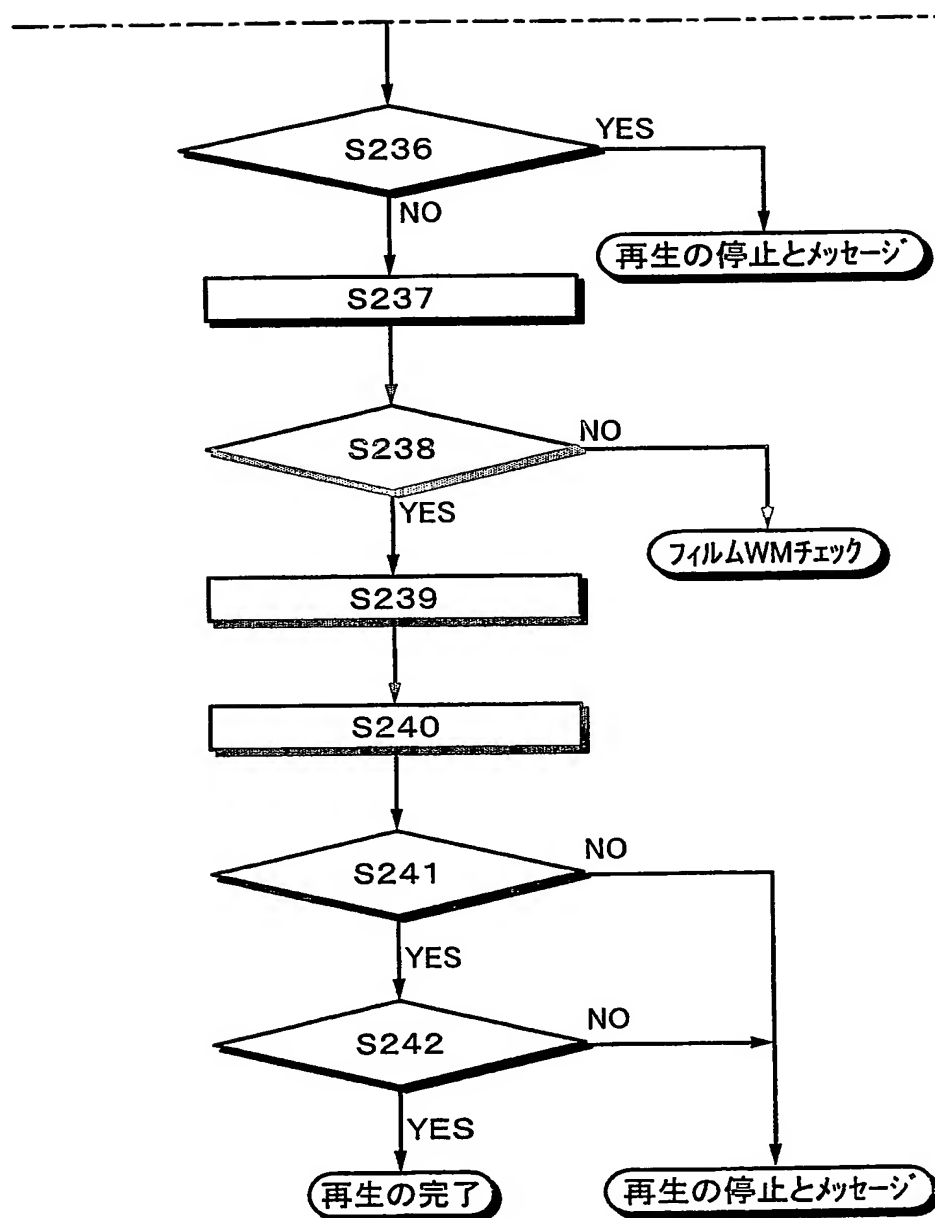 S236
YES
NO
再生の停止とメッセージ
S237
S238
NO
YES
フィルムWMチェック
S239
S240
S241
NO
YES
S242
NO
YES
再生の完了
再生の停止とメッセージ